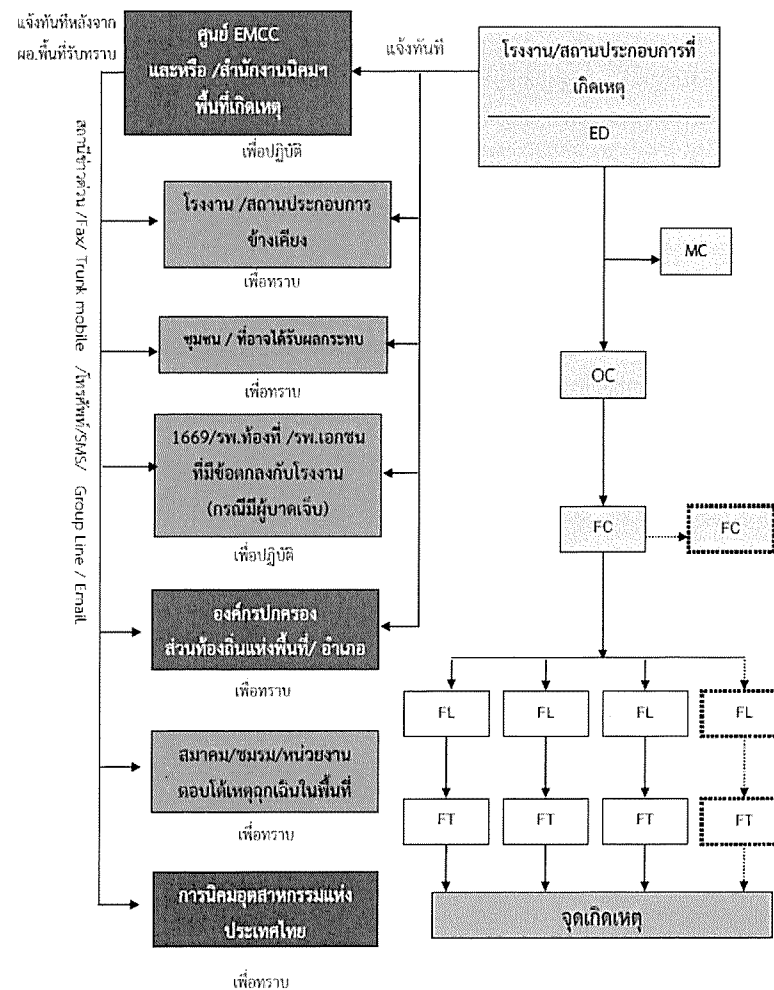 แจ้งทันทีหลังจาก
ผอ.พื้นที่รับทราบ
ศูนย์ EMCC
และหรือ /สำนักงานนิคมฯ
พื้นที่เกิดเหตุ
เพื่อปฏิบัติ
แจ้งทันที
โรงงาน/สถานประกอบการที่
เกิดเหตุ
ED
สถานีข่าวด่วน /Fax/ Trunk mobile /โทรศัพท์/SMS/ Group Line / Email
โรงงาน /สถานประกอบการ
ข้างเคียง
เพื่อทราบ
ชุมชน / ที่อาจได้รับผลกระทบ
เพื่อทราบ
1669/รพ.ท้องที่ /รพ.เอกชน
ที่มีข้อตกลงกับโรงงาน
(กรณีมีผู้บาดเจ็บ)
เพื่อปฏิบัติ
องค์กรปกครอง
ส่วนท้องถิ่นแห่งพื้นที่/ อำเภอ
เพื่อทราบ
สมาคม/ชมรม/หน่วยงาน
ตอบโต้เหตุฉุกเฉินในพื้นที่
เพื่อทราบ
การนิคมอุตสาหกรรมแห่ง
ประเทศไทย
เพื่อทราบ
MC
OC
FC
FC
FL
FL
FL
FL
FT
FT
FT
FT
จุดเกิดเหตุ